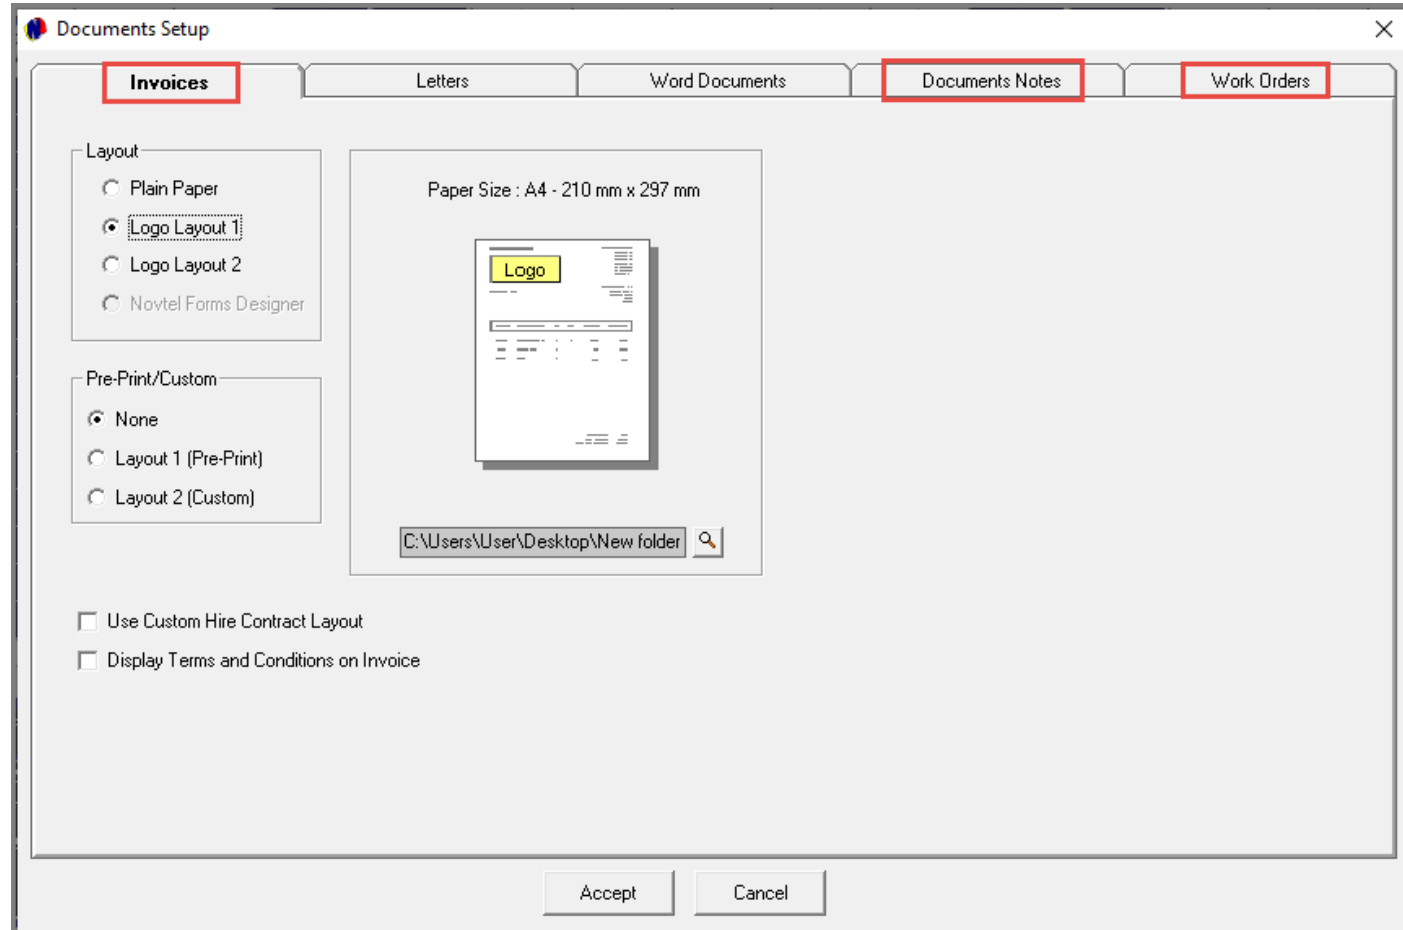 Documents Setup
Invoices
Letters
Word Documents
Documents Notes
Work Orders
Layout
Plain Paper
Logo Layout 1
Logo Layout 2
Novtel Forms Designer
Pre-Print/Custom
None
Layout 1 (Pre-Print)
Layout 2 (Custom)
Paper Size : A4 - 210 mm x 297 mm
Logo
C:\Users\User\Desktop\New folder
Use Custom Hire Contract Layout
Display Terms and Conditions on Invoice
Accept
Cancel